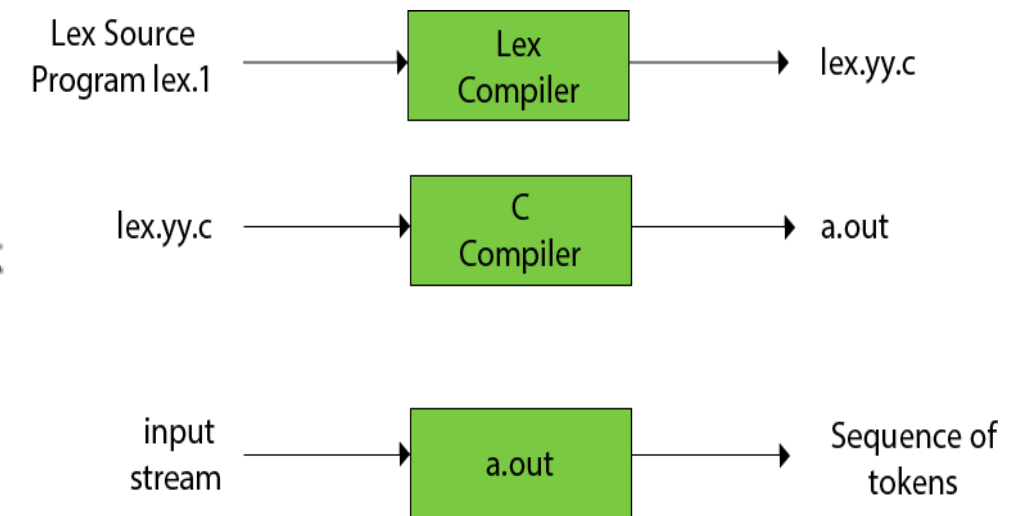 Lex Source
Program lex.1
Lex
Compiler
lex.yy.c
lex.yy.c
C
Compiler
a.out
input
stream
a.out
Sequence of
tokens